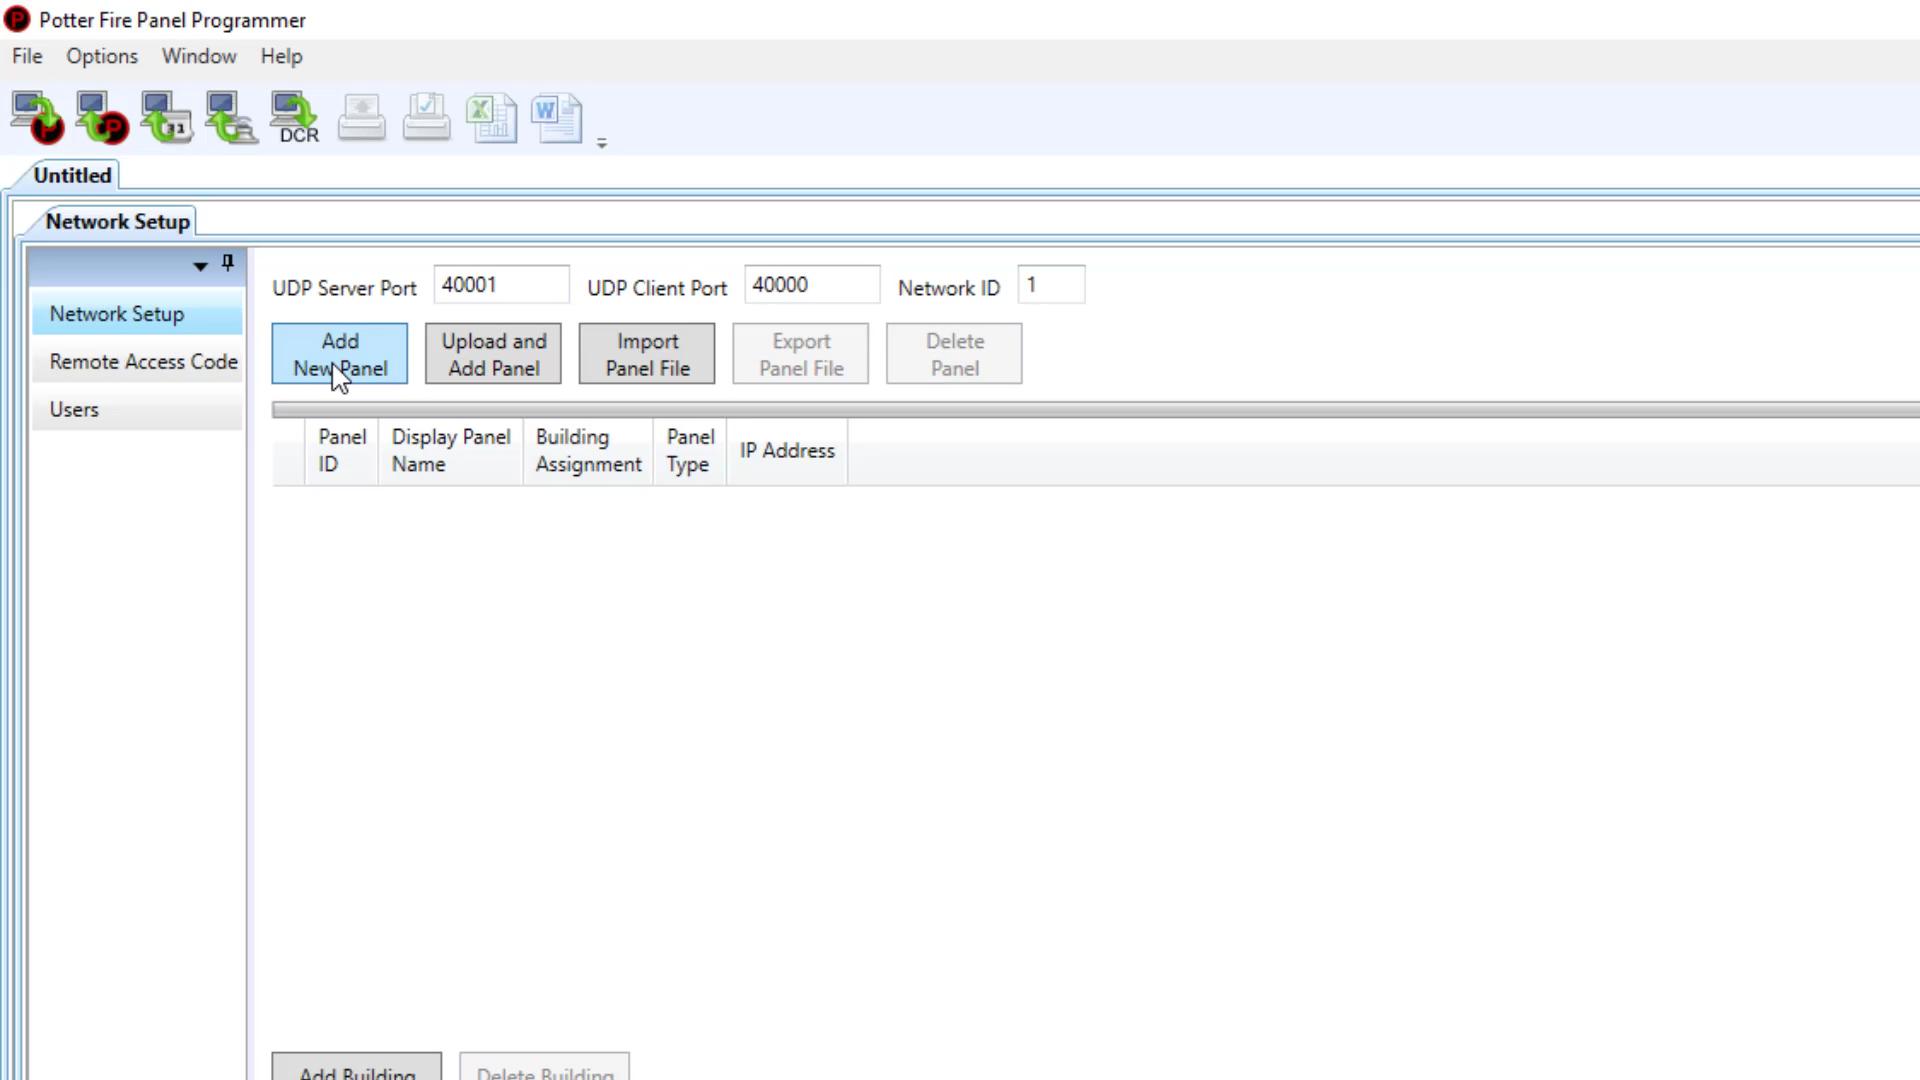 Potter Fire Panel Programmer
File Options Window Help
DCR
Untitled
Network Setup
Network Setup
Remote Access Code
Users
UDP Server Port 40001 UDP Client Port 40000 Network ID 1
Add New Panel
Upload and Add Panel
Import Panel File
Export Panel File
Delete Panel
Panel ID
Display Panel Name
Building Assignment
Panel Type
IP Address
Add Building Delete Building